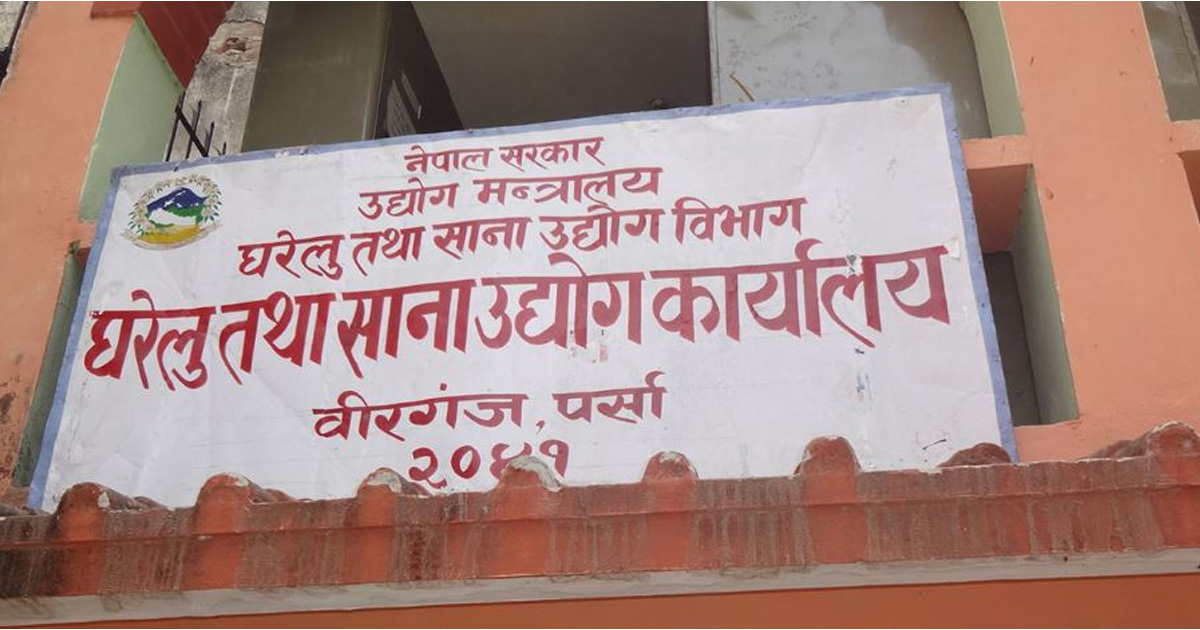 नेपाल सरकार
उद्योग मन्त्रालय
घरेलु तथा साना उद्योग विभाग
घरेलु तथा साना उद्योग कार्यालय
वीरगंज, पर्सा
२०४१